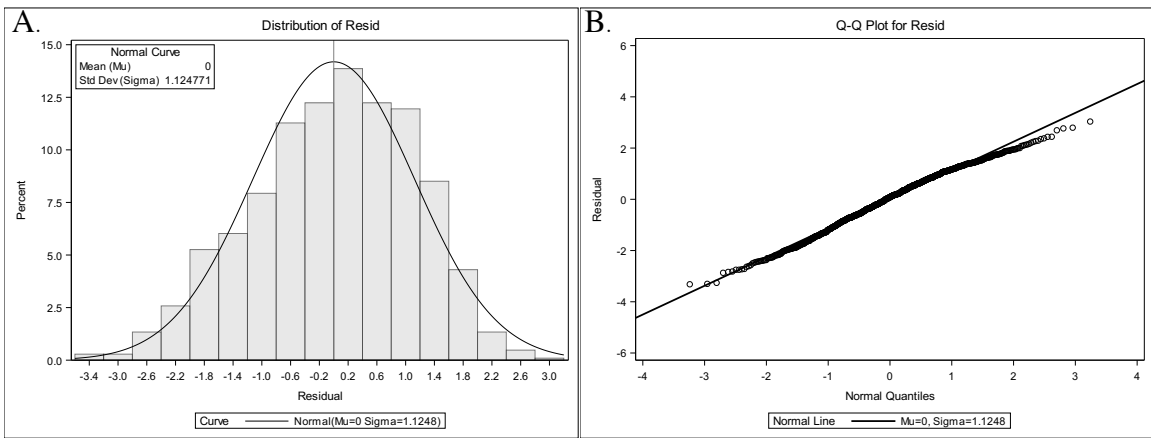 A.
Distribution of Resid
Normal Curve
Mean (Mu) 0
Std Dev (Sigma) 1.124771
15.0
12.5
10.0
7.5
5.0
2.5
0.0
Percent
-3.4 -3.0 -2.6 -2.2 -1.8 -1.4 -1.0 -0.6 -0.2 0.2 0.6 1.0 1.4 1.8 2.2 2.6 3.0
Residual
Curve Normal(Mu=0 Sigma=1.1248)
B.
Q-Q Plot for Resid
6
4
2
0
-2
-4
-6
Residual
-4 -3 -2 -1 0 1 2 3 4
Normal Quantiles
Normal Line Mu=0, Sigma=1.1248